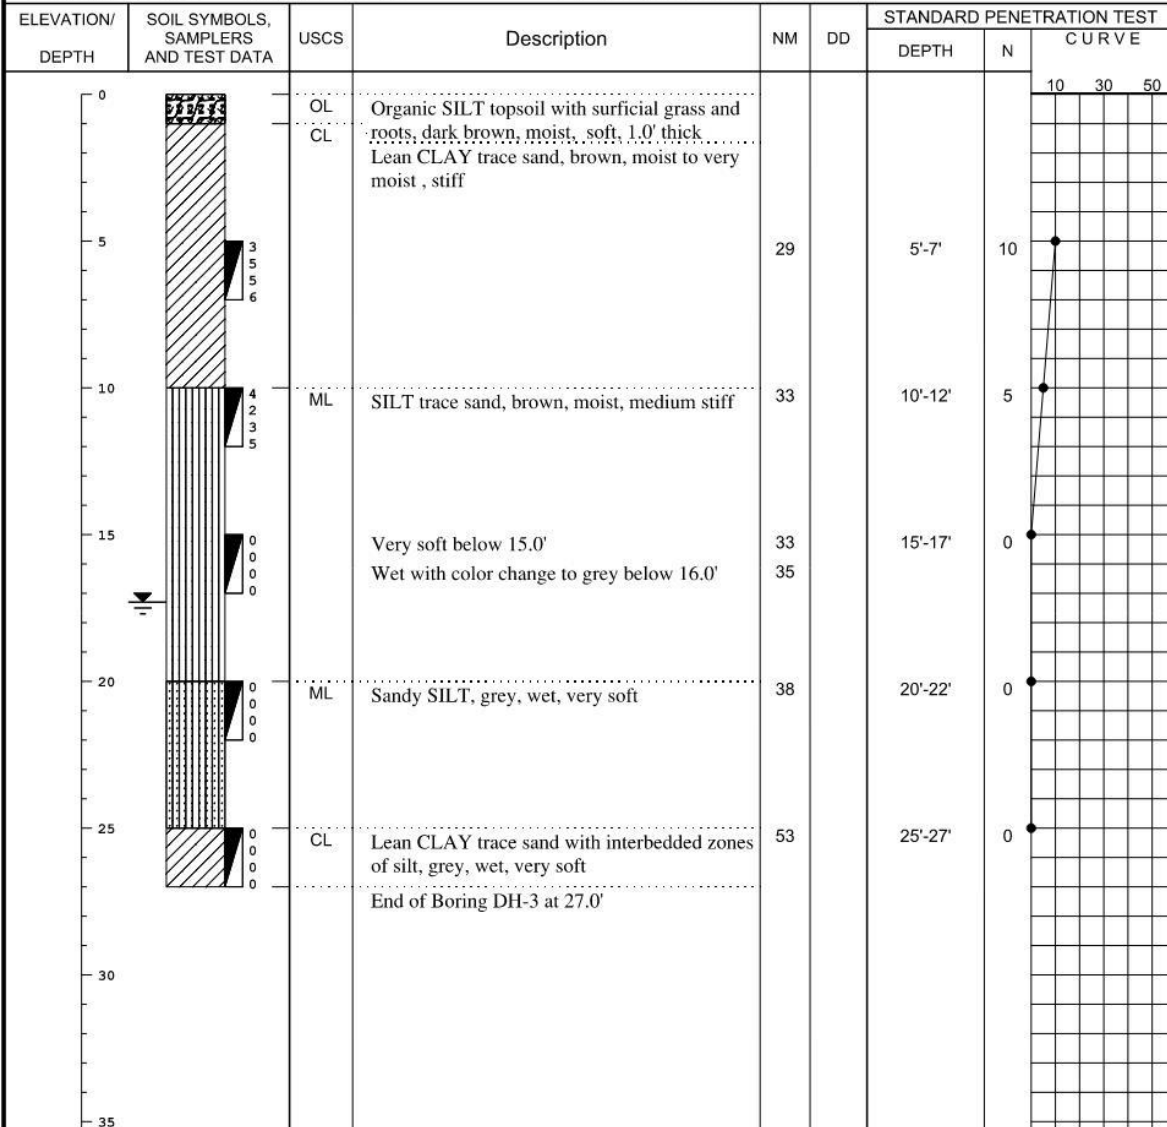 ELEVATION/
DEPTH
SOIL SYMBOLS,
SAMPLERS
AND TEST DATA
USCS
Description
NM
DD
STANDARD PENETRATION TEST
DEPTH
N
CURVE
10 30 50
0
OL
Organic SILT topsoil with surficial grass and
roots, dark brown, moist, soft, 1.0' thick
CL
Lean CLAY trace sand, brown, moist to very
moist , stiff
5
3
5
5
6
29
5'-7'
10
10
4
2
3
5
ML
SILT trace sand, brown, moist, medium stiff
33
10'-12'
5
15
0
0
0
0
Very soft below 15.0'
33
15'-17'
0
Wet with color change to grey below 16.0'
35
20
0
0
0
0
ML
Sandy SILT, grey, wet, very soft
38
20'-22'
0
25
0
0
0
0
CL
Lean CLAY trace sand with interbedded zones
of silt, grey, wet, very soft
53
25'-27'
0
End of Boring DH-3 at 27.0'
30
35